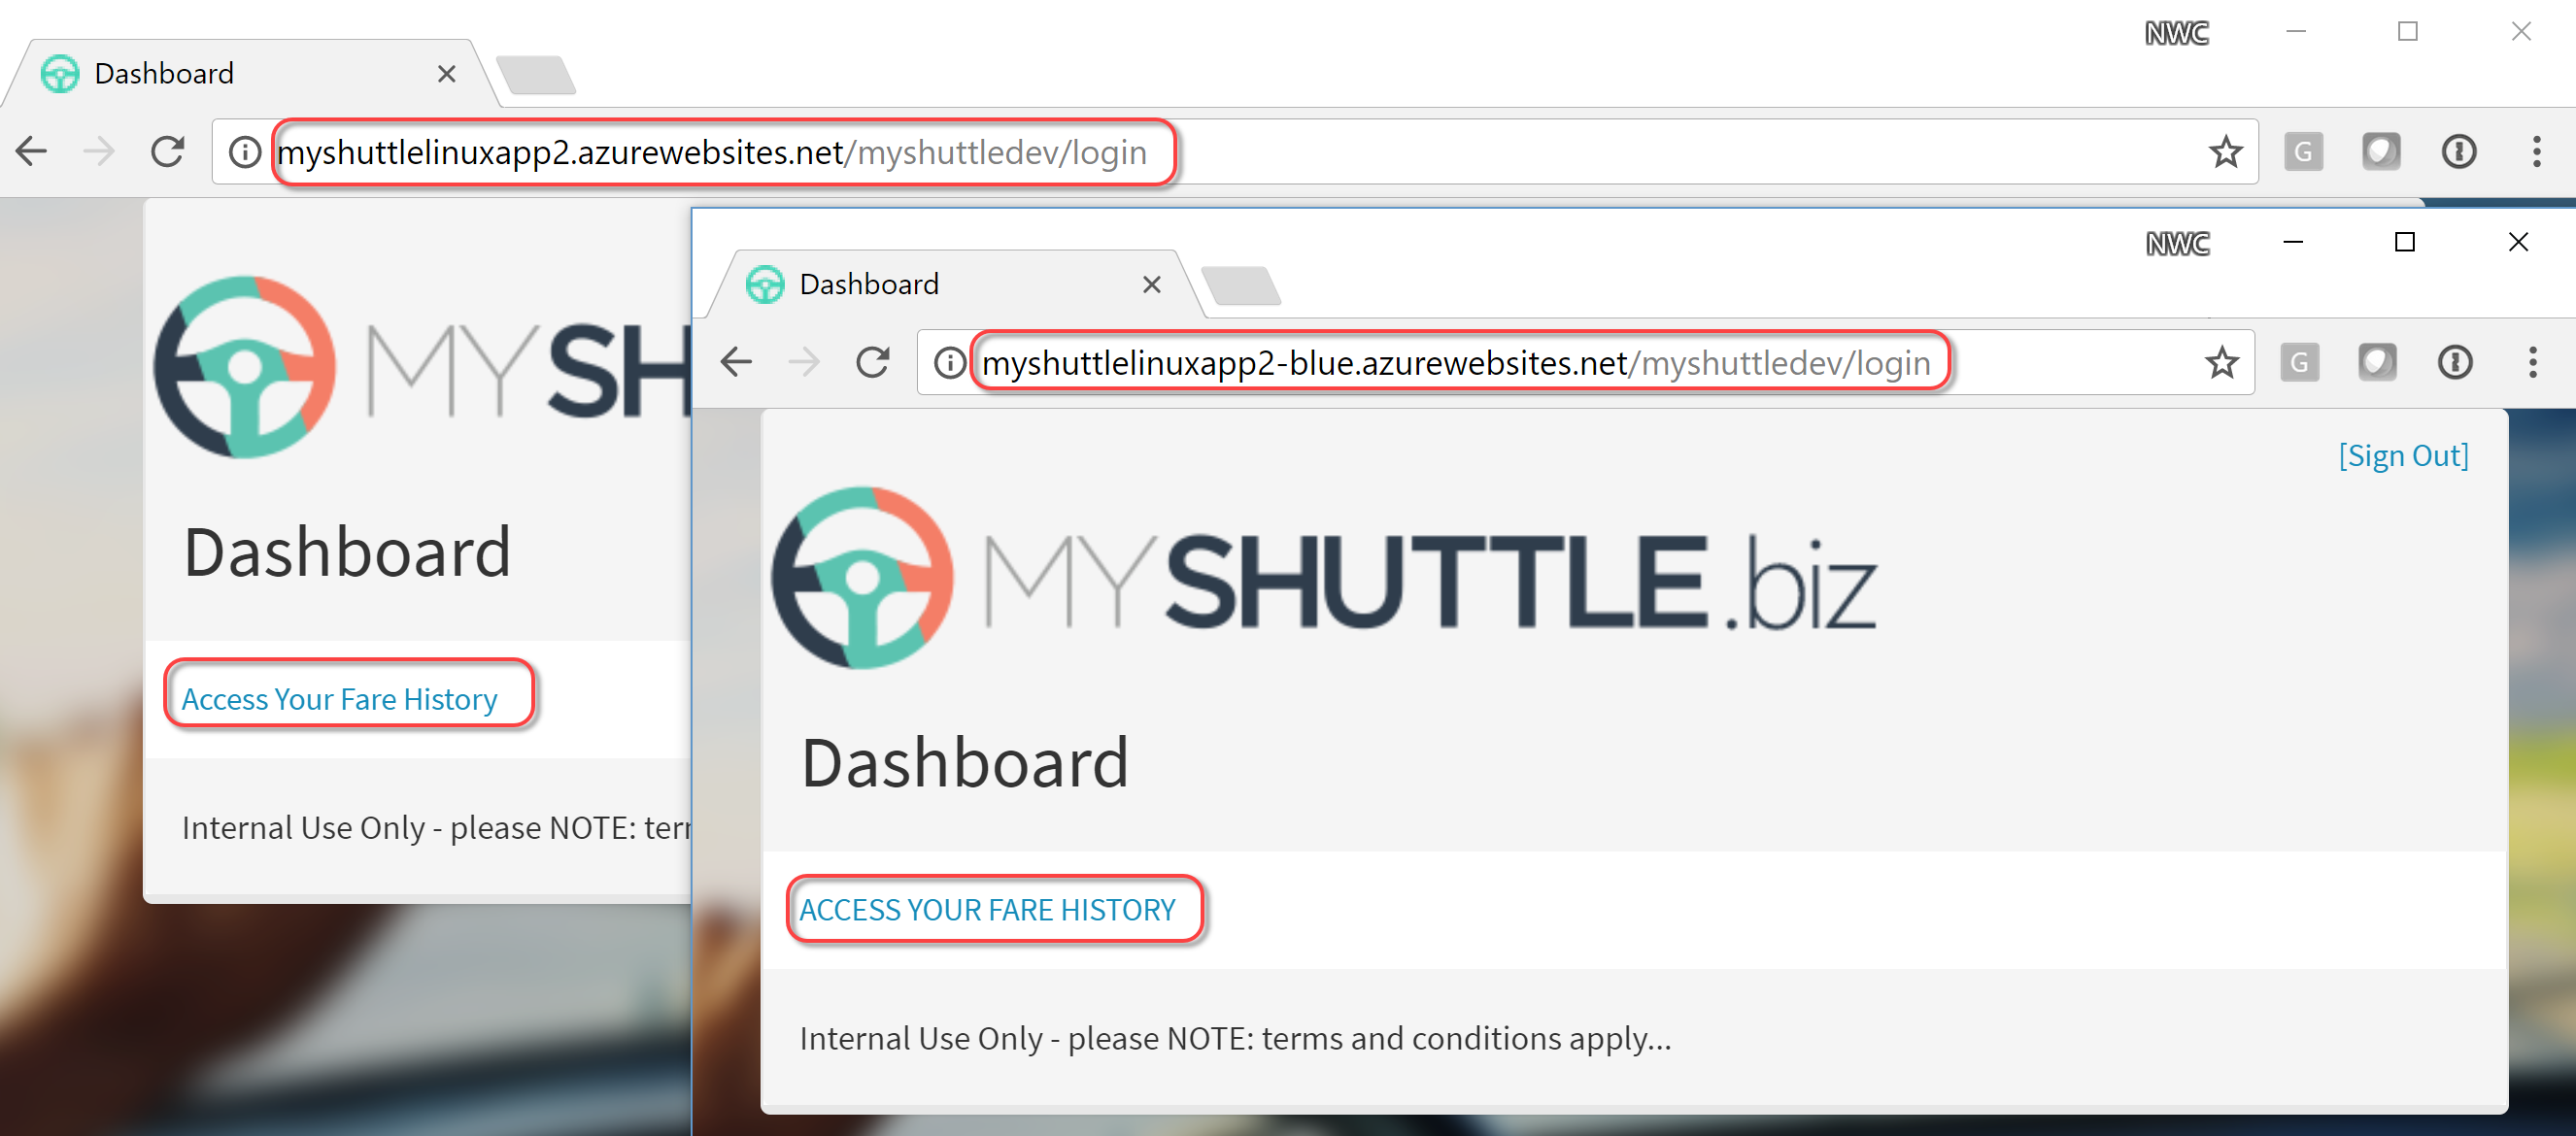 NWC
Dashboard
myshuttlelinuxapp2.azurewebsites.net/myshuttledev/login
G
MYSH
Dashboard
Access Your Fare History
Internal Use Only - please NOTE:
NWC
Dashboard
myshuttlelinuxapp2-blue.azurewebsites.net/myshuttledev/login
G
[Sign Out]
MYSHUTTLE.biz
Dashboard
ACCESS YOUR FARE HISTORY
Internal Use Only - please NOTE: terms and conditions apply...